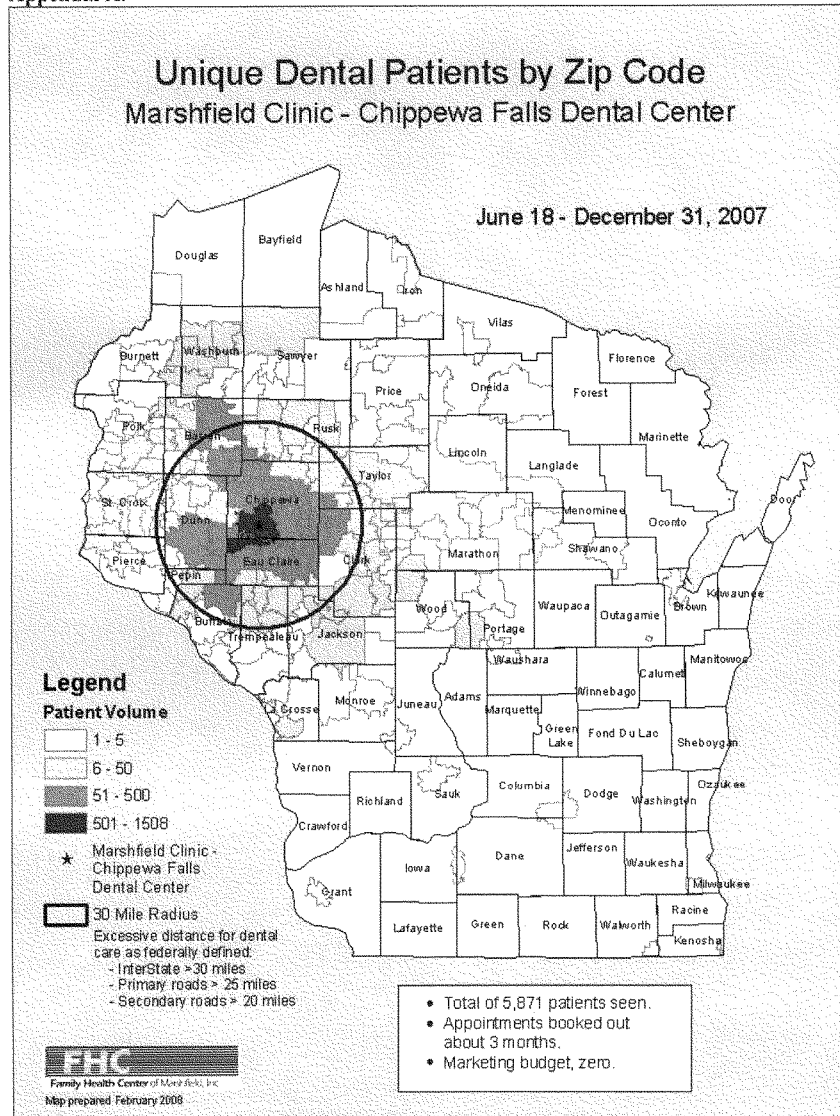 Unique Dental Patients by Zip Code
Marshfield Clinic - Chippewa Falls Dental Center
June 18 - December 31, 2007
Douglas
Bayfield
Ashland
Iron
Vilas
Florence
Burnett
Washburn
Sawyer
Price
Oneida
Forest
Marinette
Polk
Barron
Rusk
Lincoln
Langlade
Taylor
St. Croix
Dunn
Chippewa
Menominee
Oconto
Door
Pierce
Pepin
Eau Claire
Clark
Marathon
Shawano
Buffalo
Trempealeau
Jackson
Wood
Portage
Waupaca
Outagamie
Brown
Kewaunee
Waushara
Winnebago
Calumet
Manitowoc
La Crosse
Monroe
Juneau
Adams
Marquette
Green
Lake
Fond Du Lac
Sheboygan
Vernon
Richland
Sauk
Columbia
Dodge
Washington
Ozaukee
Crawford
Grant
Iowa
Dane
Jefferson
Waukesha
Milwaukee
Lafayette
Green
Rock
Walworth
Racine
Kenosha
Legend
Patient Volume
1 - 5
6 - 50
51 - 500
501 - 1508
Marshfield Clinic -
Chippewa Falls
Dental Center
30 Mile Radius
Excessive distance for dental
care as federally defined:
- InterState >30 miles
- Primary roads > 25 miles
- Secondary roads > 20 miles
• Total of 5,871 patients seen.
• Appointments booked out
about 3 months.
• Marketing budget, zero.
FHC
Family Health Center of Marshfield, Inc
Map prepared February 2008